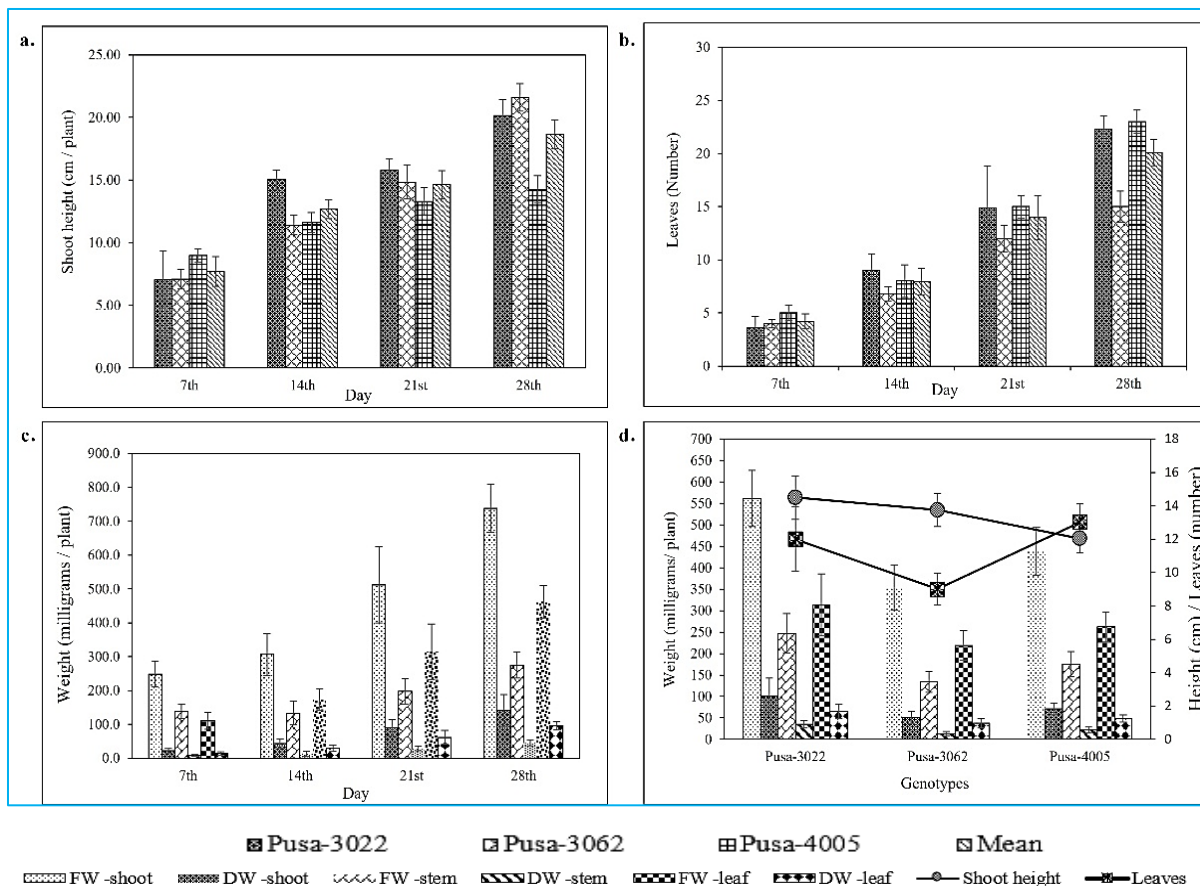 a.
25.00
20.00
15.00
10.00
5.00
0.00
Shoot height (cm / plant)
7th 14th 21st 28th
Day
b.
30
25
20
15
10
5
0
Leaves (Number)
7th 14th 21st 28th
Day
c.
900.0
800.0
700.0
600.0
500.0
400.0
300.0
200.0
100.0
0.0
Weight (milligrams / plant)
7th 14th 21st 28th
Day
d.
700
650
600
550
500
450
400
350
300
250
200
150
100
50
0
Weight (milligrams/ plant)
18
16
14
12
10
8
6
4
2
0
Height (cm) / Leaves (number)
Pusa-3022 Pusa-3062 Pusa-4005
Genotypes
Pusa-3022 Pusa-3062 Pusa-4005 Mean
FW -shoot DW -shoot FW -stem DW -stem FW -leaf DW -leaf Shoot height Leaves